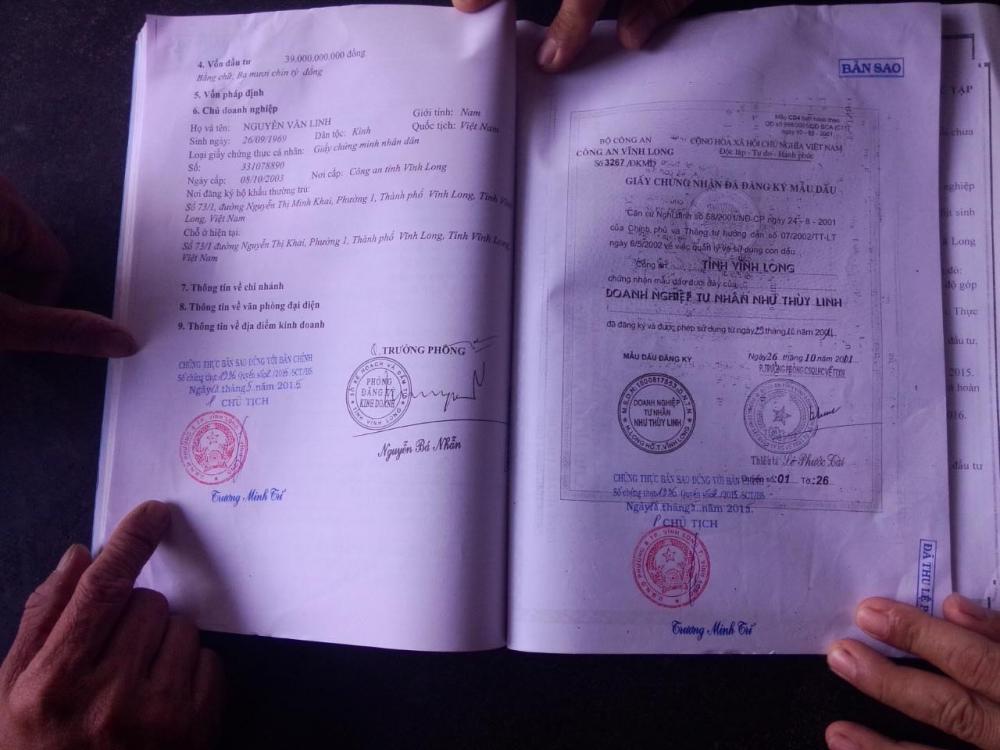 4. Vốn đầu tư 39.000.000.000 đồng
Bằng chữ: Ba mươi chín tỷ đồng
5. Vốn pháp định
6. Chủ doanh nghiệp
Họ và tên: NGUYỄN VĂN LINH Giới tính: Nam
Sinh ngày: 26/09/1969 Dân tộc: Kinh Quốc tịch: Việt Nam
Loại giấy chứng thực cá nhân: Giấy chứng minh nhân dân
Số: 331078890
Ngày cấp: 08/10/2003 Nơi cấp: Công an tỉnh Vĩnh Long
Nơi đăng ký hộ khẩu thường trú:
Số 73/1, đường Nguyễn Thị Minh Khai, Phường 1, Thành phố Vĩnh Long, Tỉnh Vĩnh
Long, Việt Nam
Chỗ ở hiện tại:
Số 73/1 đường Nguyễn Thị Khai, Phường 1, Thành phố Vĩnh Long, Tỉnh Vĩnh Long,
Việt Nam
7. Thông tin về chi nhánh
8. Thông tin về văn phòng đại diện
9. Thông tin về địa điểm kinh doanh
TRƯỞNG PHÒNG
PHÒNG
ĐĂNG KÝ
KINH DOANH
Nguyễn Bá Nhẫn
CHỨNG THỰC BẢN SAO ĐÚNG VỚI BẢN CHÍNH
Số chứng thực 1236 Quyển số 01 /2015 -SCT/BS
Ngày tháng 5 năm 2015
CHỦ TỊCH
Trương Minh Trí
BẢN SAO
BỘ CÔNG AN
CÔNG AN VĨNH LONG
Số 3267 /ĐKMD
CỘNG HÒA XÃ HỘI CHỦ NGHĨA VIỆT NAM
Độc lập - Tự do - Hạnh phúc
GIẤY CHỨNG NHẬN ĐÃ ĐĂNG KÝ MẪU DẤU
Căn cứ Nghị định số 58/2001/NĐ-CP ngày 24 - 8 - 2001
của Chính phủ và Thông tư hướng dẫn số 07/2002/TT-LT
ngày 6/5/2002 về việc quản lý và sử dụng con dấu
Công an TỈNH VĨNH LONG
chứng nhận mẫu dấu dưới đây của
DOANH NGHIỆP TƯ NHÂN NHƯ THÙY LINH
đã đăng ký và được phép sử dụng từ ngày tháng 10 năm
MẪU DẤU ĐĂNG KÝ
Ngày 26 tháng 10 năm
P.TRƯỞNG PHÒNG CSQLHC VỀ TTXH
DOANH NGHIỆP
TƯ NHÂN
NHƯ THÙY LINH
Số: 01 Tờ: 26
CHỨNG THỰC BẢN SAO ĐÚNG VỚI BẢN
Số chứng thực 1236 Quyển số 01 /2015 -SCT/BS
Ngày tháng 5 năm 2015
CHỦ TỊCH
Trương Minh Trí
ĐÃ THU LỆ